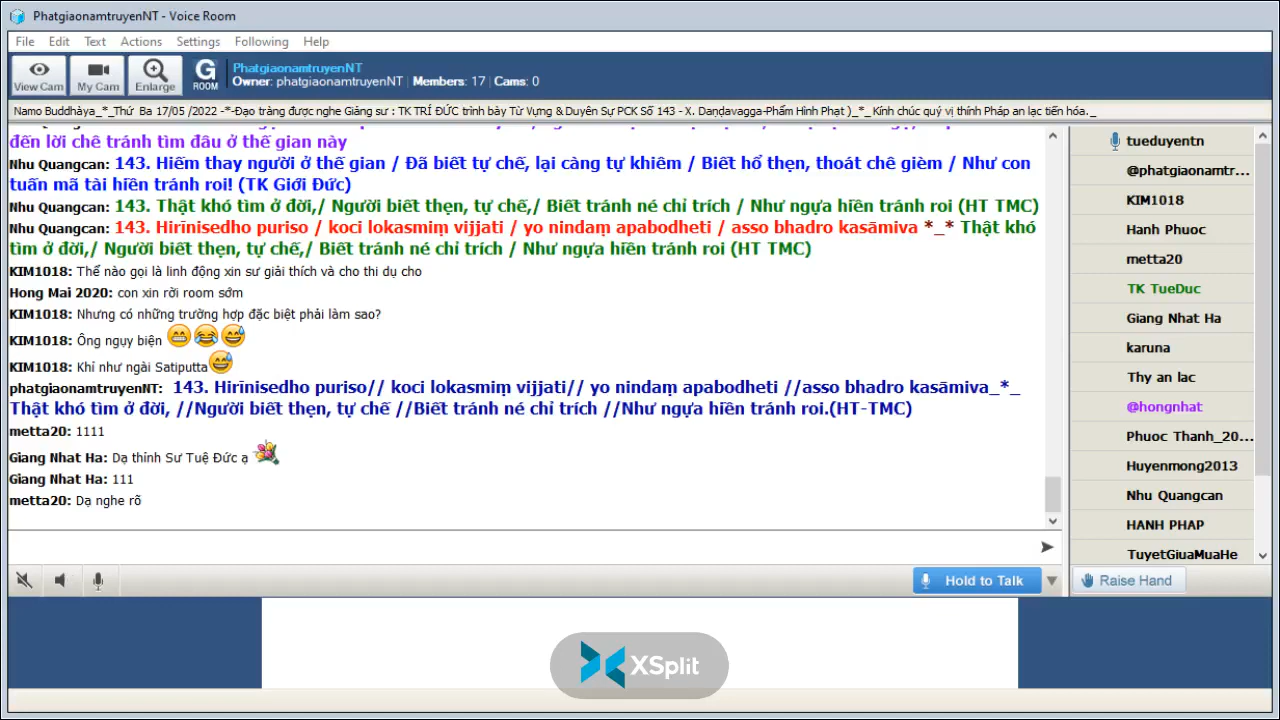 PhatgiaonamtruyenNT - Voice Room
File Edit Text Actions Settings Following Help
View Cam My Cam Enlarge G ROOM
PhatgiaonamtruyenNT
Owner: phatgiaonamtruyenNT | Members: 17 | Cams: 0
Namo Buddhàya_*_Thứ Ba 17/05 /2022 -*-Đạo tràng được nghe Giảng sư : TK TRÍ ĐỨC trình bày Từ Vựng & Duyên Sự PCK Số 143 - X. Daṇḍavagga-Phẩm Hình Phạt )_*_Kính chúc quý vị thính Pháp an lạc tiến hóa._
đến lời chê tránh tìm đâu ở thế gian này
Nhu Quangcan: 143. Hiếm thay người ở thế gian / Đã biết tự chế, lại càng tự khiêm / Biết hổ thẹn, thoát chê gièm / Như con
tuấn mã tài hiền tránh roi! (TK Giới Đức)
Nhu Quangcan: 143. Thật khó tìm ở đời,/ Người biết thẹn, tự chế,/ Biết tránh né chỉ trích / Như ngựa hiền tránh roi (HT TMC)
Nhu Quangcan: 143. Hirīnisedho puriso / koci lokasmiṃ vijjati / yo nindaṃ apabodheti / asso bhadro kasāmiva *_* Thật khó
tìm ở đời,/ Người biết thẹn, tự chế,/ Biết tránh né chỉ trích / Như ngựa hiền tránh roi (HT TMC)
KIM1018: Thế nào gọi là linh động xin sư giải thích và cho thi dụ cho
Hong Mai 2020: con xin rời room sớm
KIM1018: Nhưng có những trường hợp đặc biệt phải làm sao?
KIM1018: Ông ngụy biện 😁😂😅
KIM1018: Khỉ như ngài Satiputta😅
phatgiaonamtruyenNT: 143. Hirīnisedho puriso// koci lokasmiṃ vijjati// yo nindaṃ apabodheti //asso bhadro kasāmiva_*_
Thật khó tìm ở đời, //Người biết thẹn, tự chế //Biết tránh né chỉ trích //Như ngựa hiền tránh roi.(HT-TMC)
metta20: 1111
Giang Nhat Ha: Dạ thỉnh Sư Tuệ Đức ạ 💐
Giang Nhat Ha: 111
metta20: Dạ nghe rõ
Hold to Talk
tueduyentn
@phatgiaonamtr...
KIM1018
Hanh Phuoc
metta20
TK TueDuc
Giang Nhat Ha
karuna
Thy an lac
@hongnhat
Phuoc Thanh_20...
Huyenmong2013
Nhu Quangcan
HANH PHAP
TuyetGiuaMuaHe
Raise Hand
XSplit